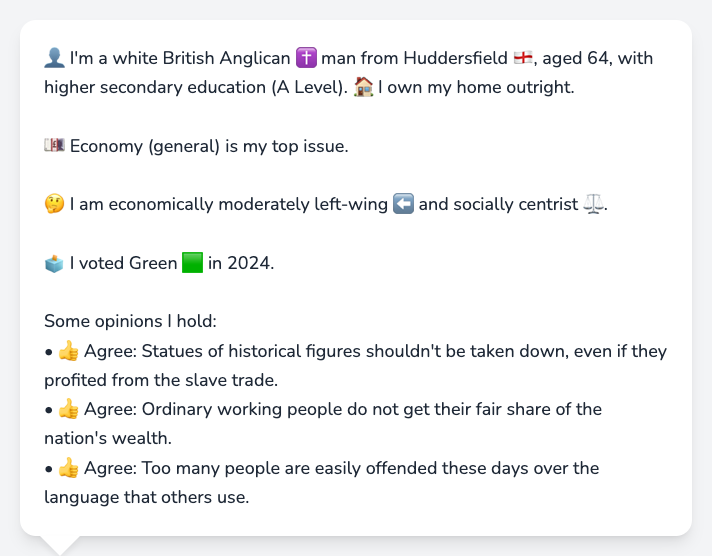 👤 I'm a white British Anglican ✝️ man from Huddersfield 🏴󠁧󠁢󠁥󠁮󠁧󠁿, aged 64, with
higher secondary education (A Level). 🏠 I own my home outright.
💷 Economy (general) is my top issue.
🤔 I am economically moderately left-wing ⬅️ and socially centrist ⚖️.
🗳️ I voted Green 🟩 in 2024.
Some opinions I hold:
• 👍 Agree: Statues of historical figures shouldn't be taken down, even if they
profited from the slave trade.
• 👍 Agree: Ordinary working people do not get their fair share of the
nation's wealth.
• 👍 Agree: Too many people are easily offended these days over the
language that others use.